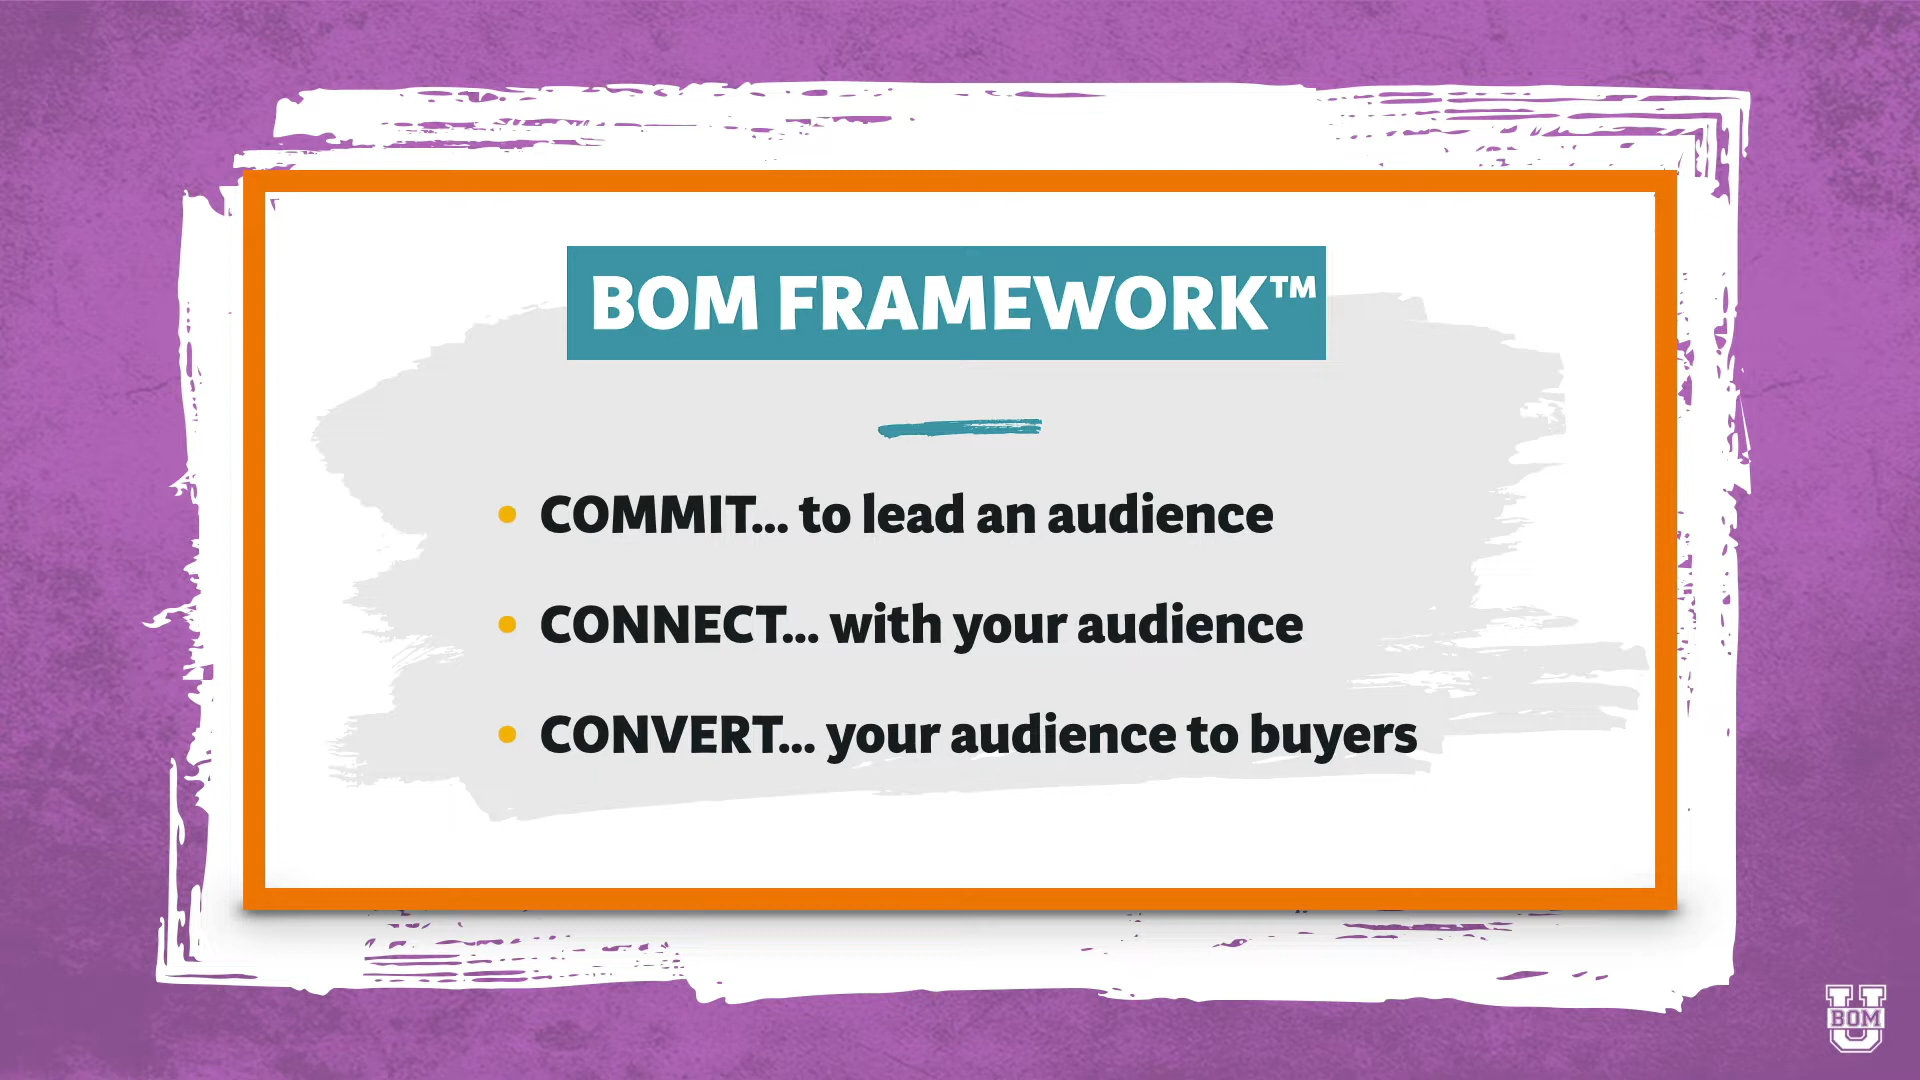 BOM FRAMEWORK™
• COMMIT... to lead an audience
• CONNECT... with your audience
• CONVERT... your audience to buyers
U
BOM